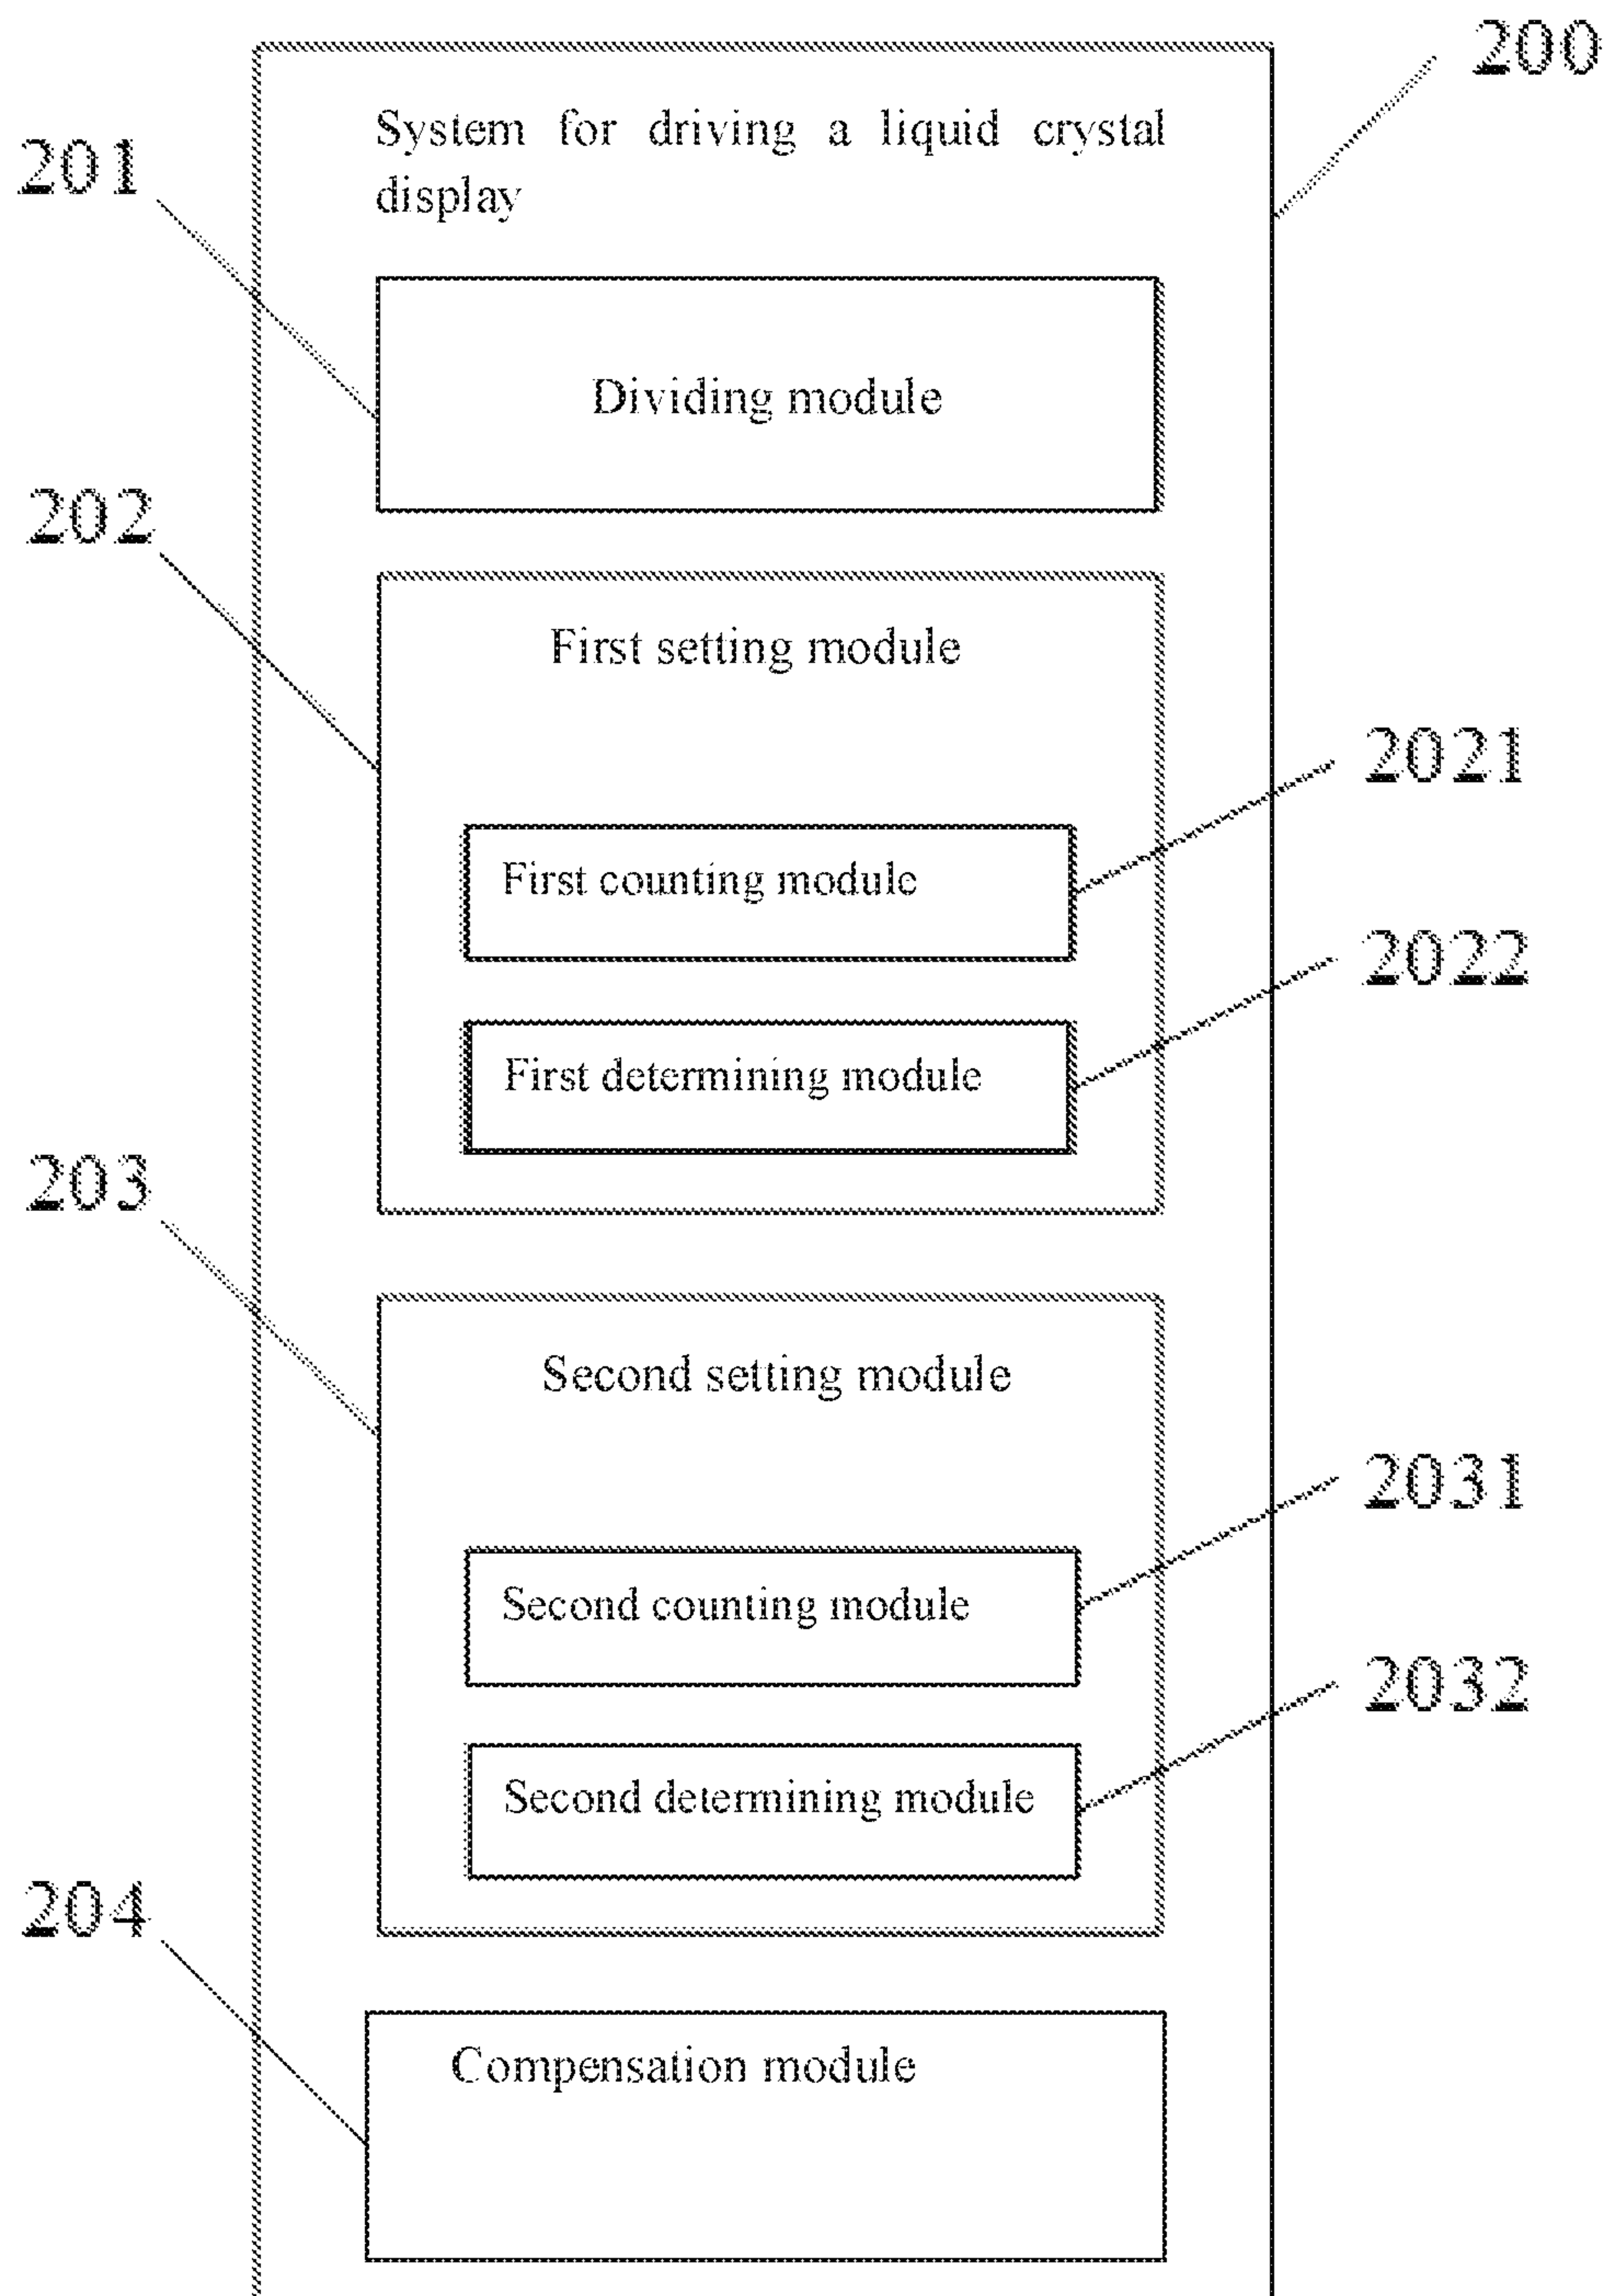 200
System for driving a liquid crystal
display
201
Dividing module
202
First setting module
2021
First counting module
2022
First determining module
203
Second setting module
2031
Second counting module
2032
Second determining module
204
Compensation module